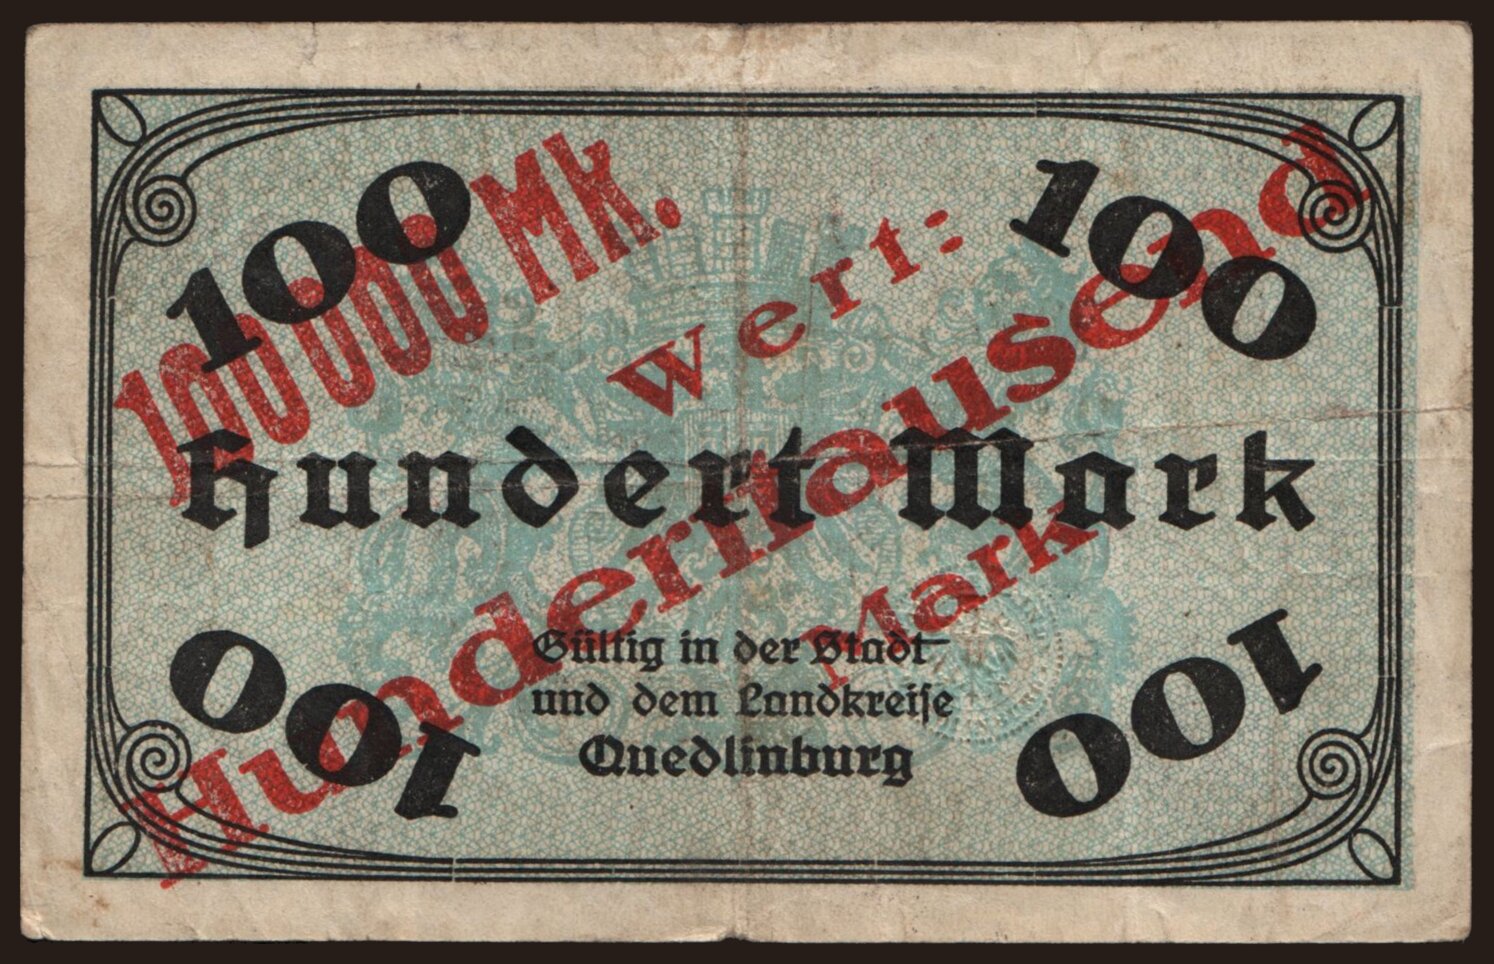 100
100
100 000 Mk.
Wert:
Hunderttausend
Mark
Hundert Mark
Gültig in der Stadt
und dem Landkreise
Quedlinburg
100
100